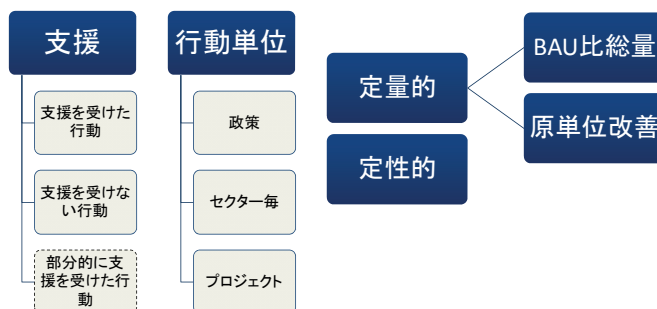 支援
支援を受けた
行動
支援を受けな
い行動
部分的に支
援を受けた行
動
行動単位
政策
セクター毎
プロジェクト
定量的
定性的
BAU比総量
原単位改善